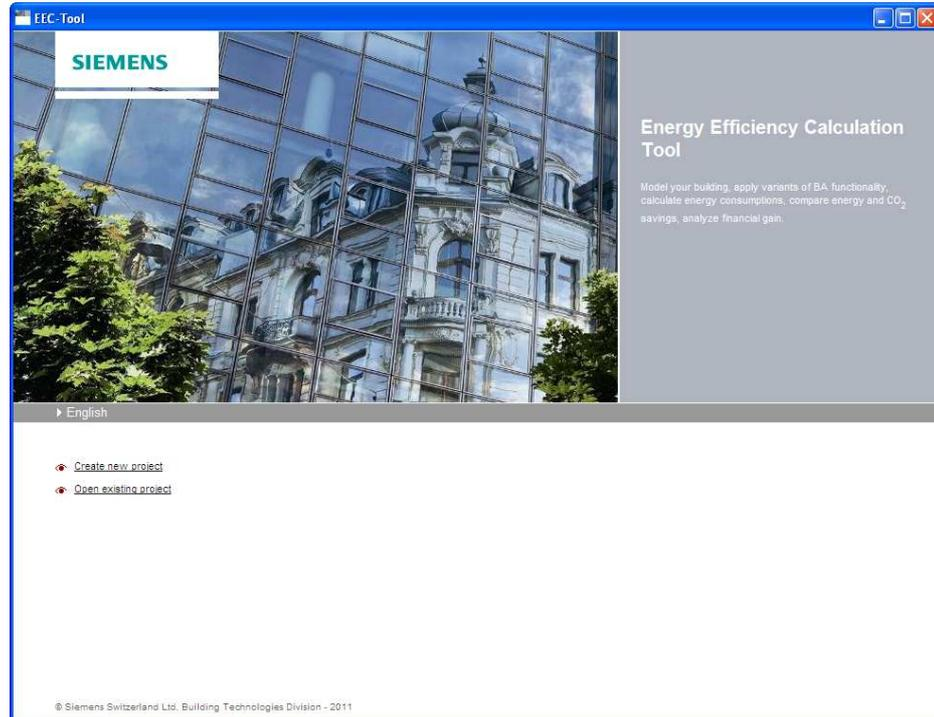 EEC-Tool
SIEMENS
Energy Efficiency Calculation
Tool
Model your building, apply variants of BA functionality,
calculate energy consumptions, compare energy and CO2
savings, analyze financial gain.
English
Create new project
Open existing project
© Siemens Switzerland Ltd. Building Technologies Division - 2011